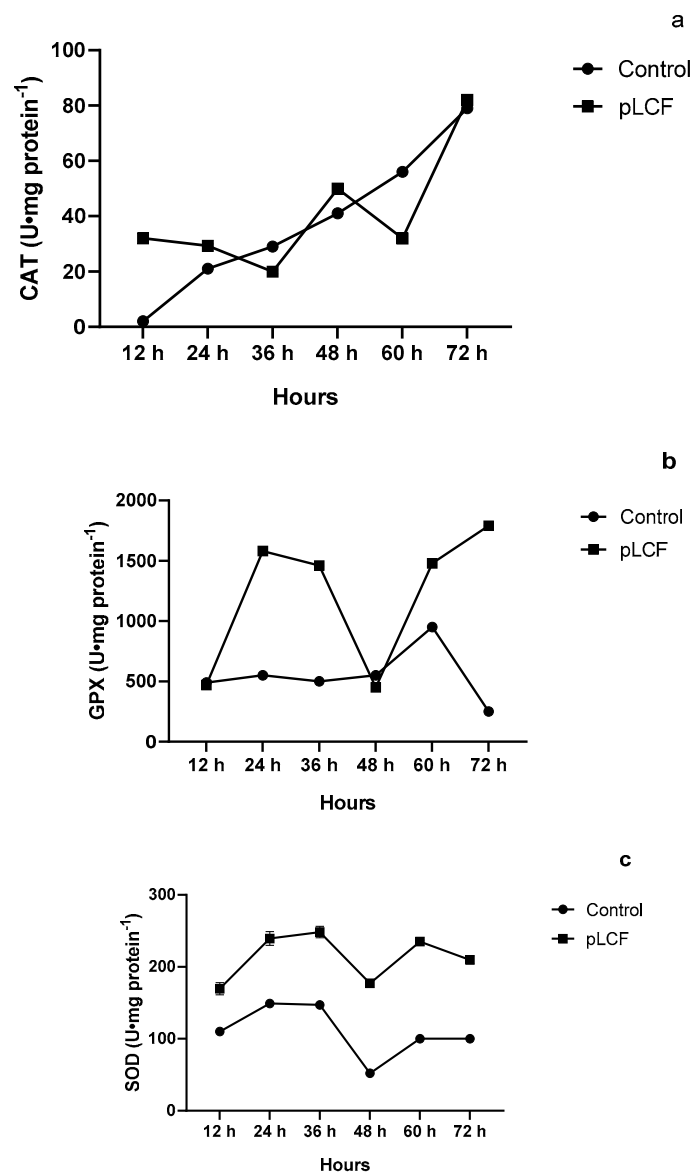 a
Control
pLCF
CAT (U•mg protein⁻¹)
100
80
60
40
20
0
12 h 24 h 36 h 48 h 60 h 72 h
Hours
b
Control
pLCF
GPX (U•mg protein⁻¹)
2000
1500
1000
500
0
12 h 24 h 36 h 48 h 60 h 72 h
Hours
c
Control
pLCF
SOD (U•mg protein⁻¹)
300
200
100
0
12 h 24 h 36 h 48 h 60 h 72 h
Hours